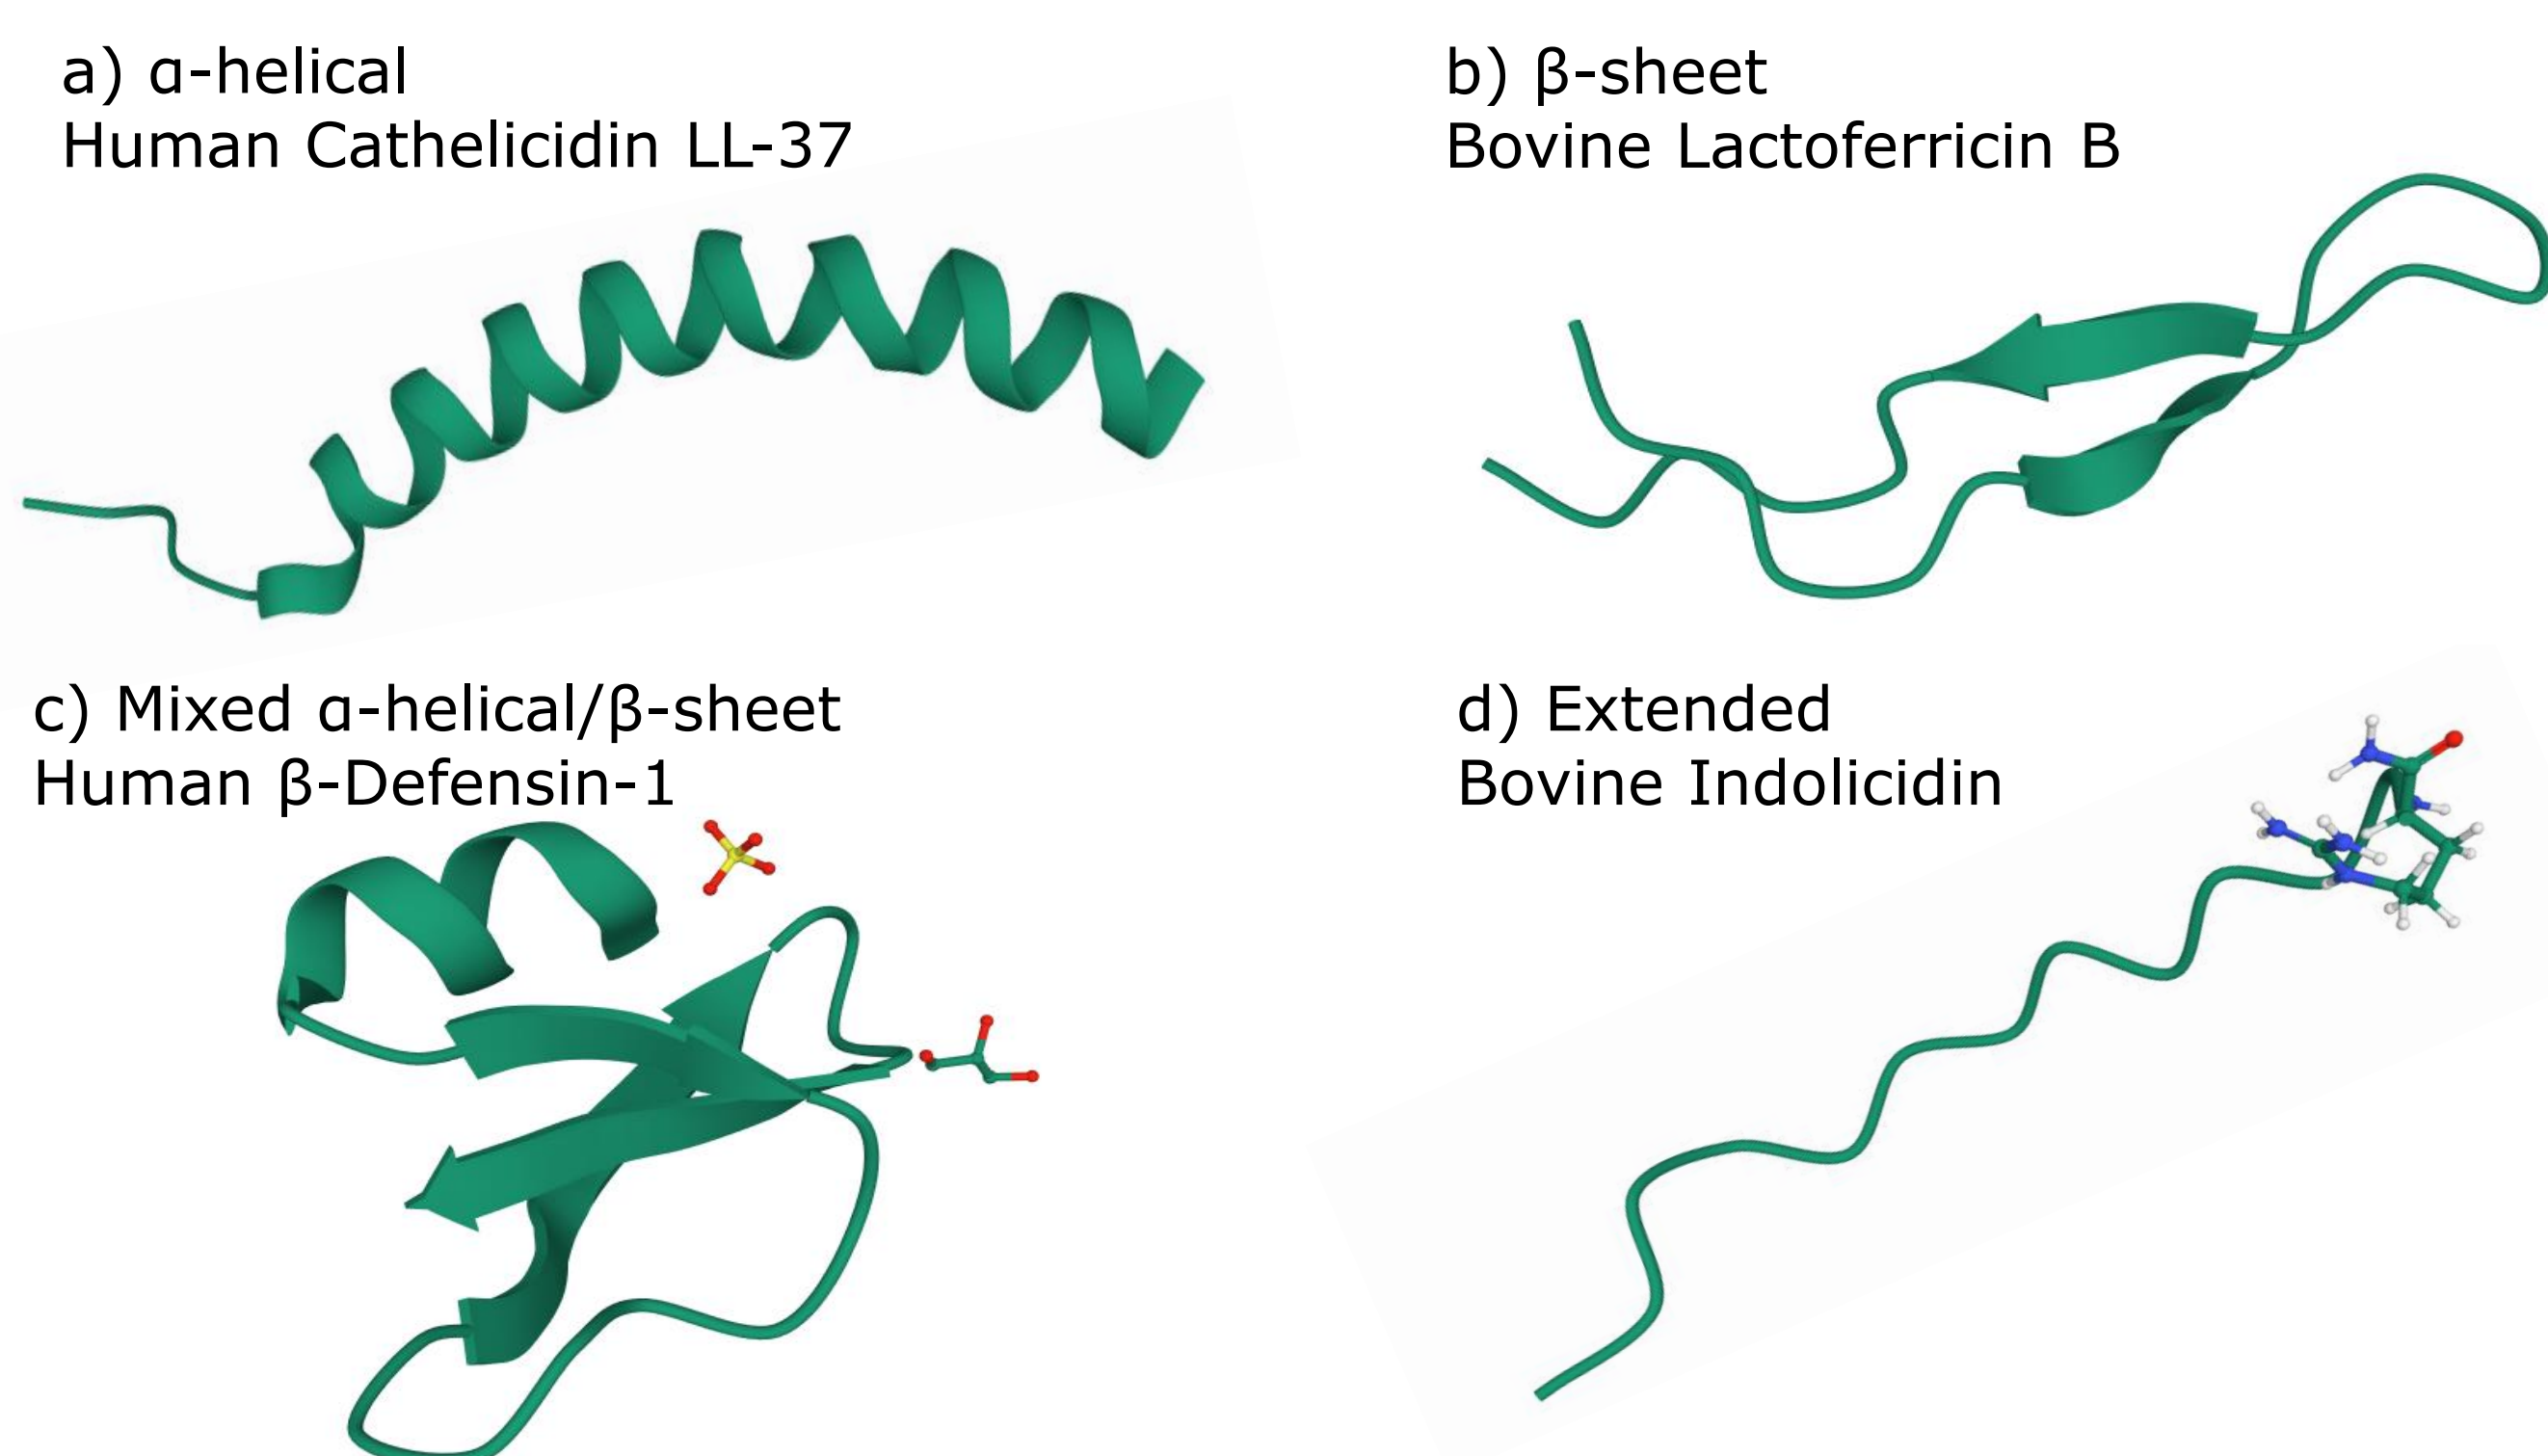 a) α-helical
Human Cathelicidin LL-37
b) β-sheet
Bovine Lactoferricin B
c) Mixed α-helical/β-sheet
Human β-Defensin-1
d) Extended
Bovine Indolicidin